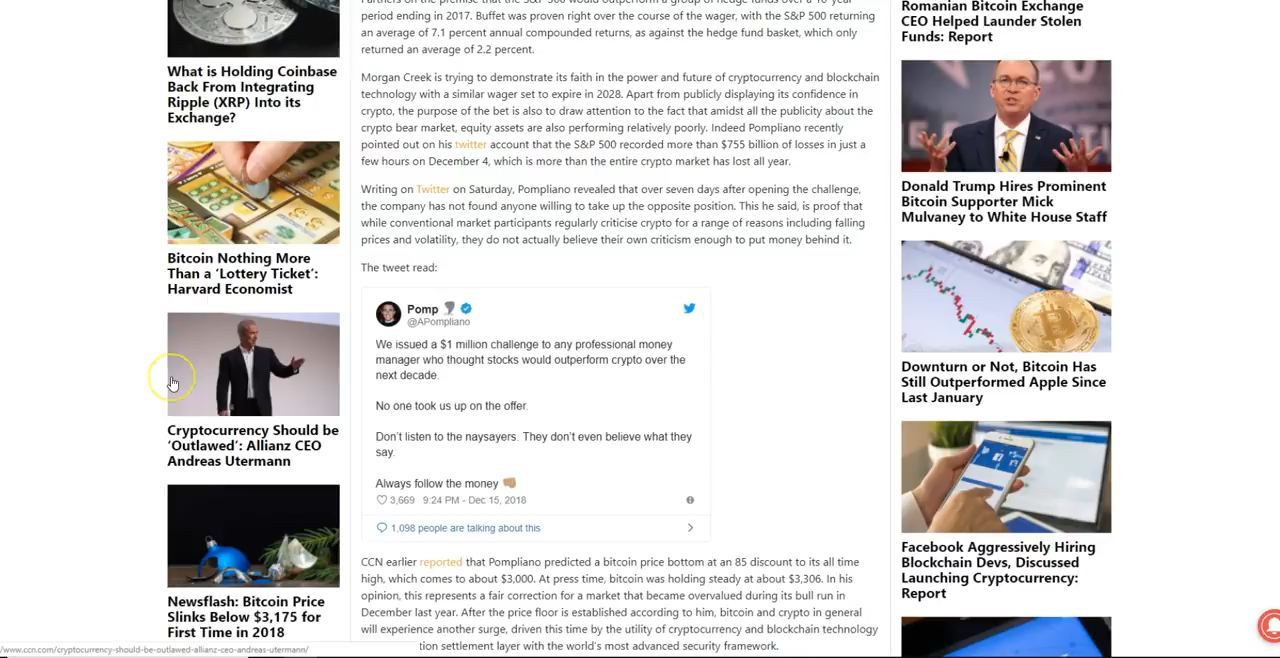 What is Holding Coinbase
Back From Integrating
Ripple (XRP) Into its
Exchange?
Bitcoin Nothing More
Than a ‘Lottery Ticket’:
Harvard Economist
Cryptocurrency Should be
‘Outlawed’: Allianz CEO
Andreas Utermann
Newsflash: Bitcoin Price
Slinks Below $3,175 for
First Time in 2018
/www.ccn.com/cryptocurrency-should-be-outlawed-allianz-ceo-andreas-utermann/
Partners on the premise that the S&P 500 would outperform a group of hedge funds over a 10-year
period ending in 2017. Buffet was proven right over the course of the wager, with the S&P 500 returning
an average of 7.1 percent annual compounded returns, as against the hedge fund basket, which only
returned an average of 2.2 percent.
Morgan Creek is trying to demonstrate its faith in the power and future of cryptocurrency and blockchain
technology with a similar wager set to expire in 2028. Apart from publicly displaying its confidence in
crypto, the purpose of the bet is also to draw attention to the fact that amidst all the publicity about the
crypto bear market, equity assets are also performing relatively poorly. Indeed Pompliano recently
pointed out on his twitter account that the S&P 500 recorded more than $755 billion of losses in just a
few hours on December 4, which is more than the entire crypto market has lost all year.
Writing on Twitter on Saturday, Pompliano revealed that over seven days after opening the challenge,
the company has not found anyone willing to take up the opposite position. This he said, is proof that
while conventional market participants regularly criticise crypto for a range of reasons including falling
prices and volatility, they do not actually believe their own criticism enough to put money behind it.
The tweet read:
Pomp
@APompliano
We issued a $1 million challenge to any professional money
manager who thought stocks would outperform crypto over the
next decade.
No one took us up on the offer.
Don’t listen to the naysayers. They don’t even believe what they
say.
Always follow the money
3,669 9:24 PM - Dec 15, 2018
1,098 people are talking about this
CCN earlier reported that Pompliano predicted a bitcoin price bottom at an 85 discount to its all time
high, which comes to about $3,000. At press time, bitcoin was holding steady at about $3,306. In his
opinion, this represents a fair correction for a market that became overvalued during its bull run in
December last year. After the price floor is established according to him, bitcoin and crypto in general
will experience another surge, driven this time by the utility of cryptocurrency and blockchain technology
tion settlement layer with the world’s most advanced security framework.
Romanian Bitcoin Exchange
CEO Helped Launder Stolen
Funds: Report
Donald Trump Hires Prominent
Bitcoin Supporter Mick
Mulvaney to White House Staff
Downturn or Not, Bitcoin Has
Still Outperformed Apple Since
Last January
Facebook Aggressively Hiring
Blockchain Devs, Discussed
Launching Cryptocurrency:
Report